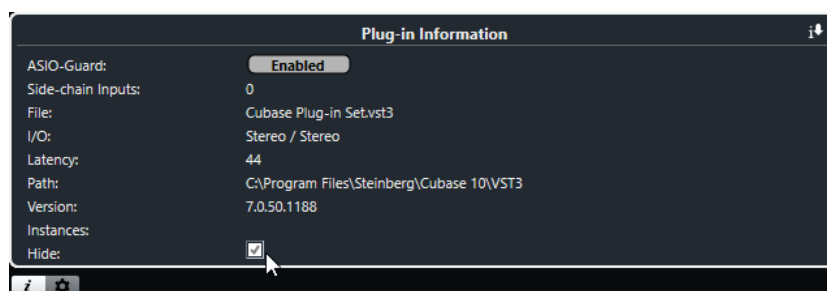 Plug-in Information
ASIO-Guard: Enabled
Side-chain Inputs: 0
File: Cubase Plug-in Set.vst3
I/O: Stereo / Stereo
Latency: 44
Path: C:\Program Files\Steinberg\Cubase 10\VST3
Version: 7.0.50.1188
Instances:
Hide: